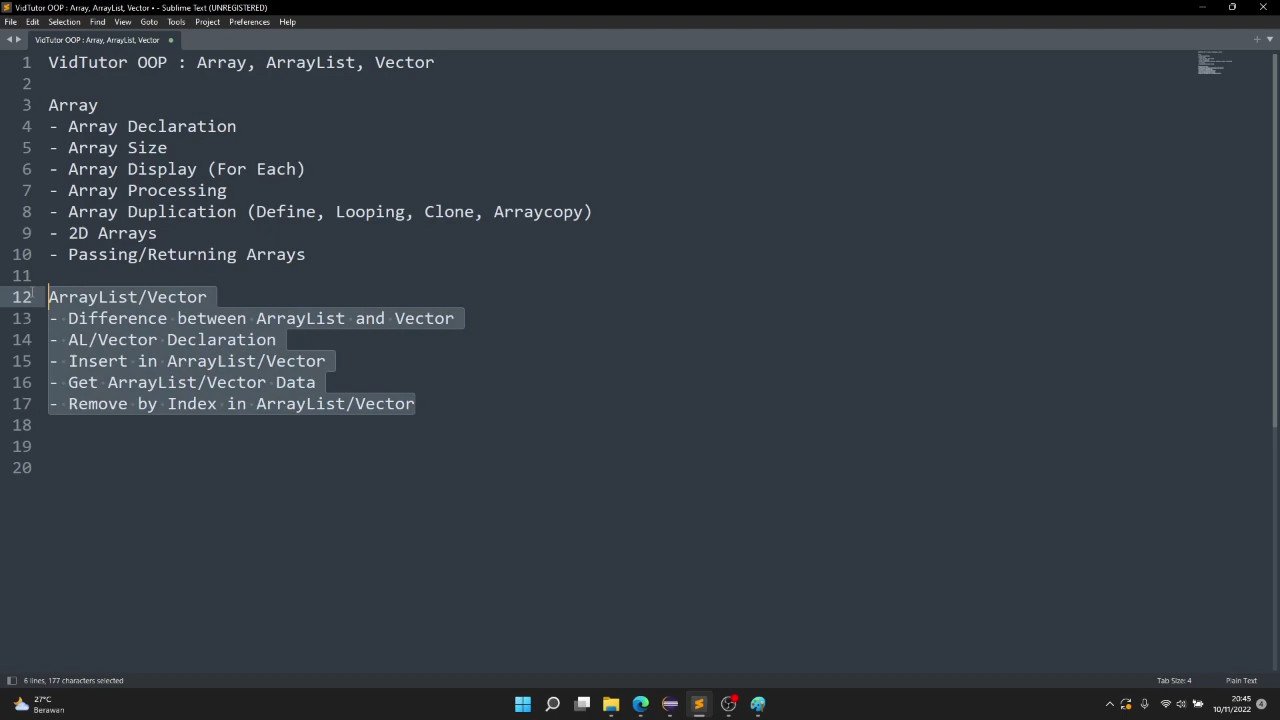 VidTutor OOP : Array, ArrayList, Vector • - Sublime Text (UNREGISTERED)
File Edit Selection Find View Goto Tools Project Preferences Help
VidTutor OOP : Array, ArrayList, Vector
1 VidTutor OOP : Array, ArrayList, Vector
2
3 Array
4 - Array Declaration
5 - Array Size
6 - Array Display (For Each)
7 - Array Processing
8 - Array Duplication (Define, Looping, Clone, Arraycopy)
9 - 2D Arrays
10 - Passing/Returning Arrays
11
12 ArrayList/Vector
13 - Difference between ArrayList and Vector
14 - AL/Vector Declaration
15 - Insert in ArrayList/Vector
16 - Get ArrayList/Vector Data
17 - Remove by Index in ArrayList/Vector
18
19
20
6 lines, 177 characters selected Tab Size: 4 Plain Text
27°C
Berawan
20:45
10/11/2022
4